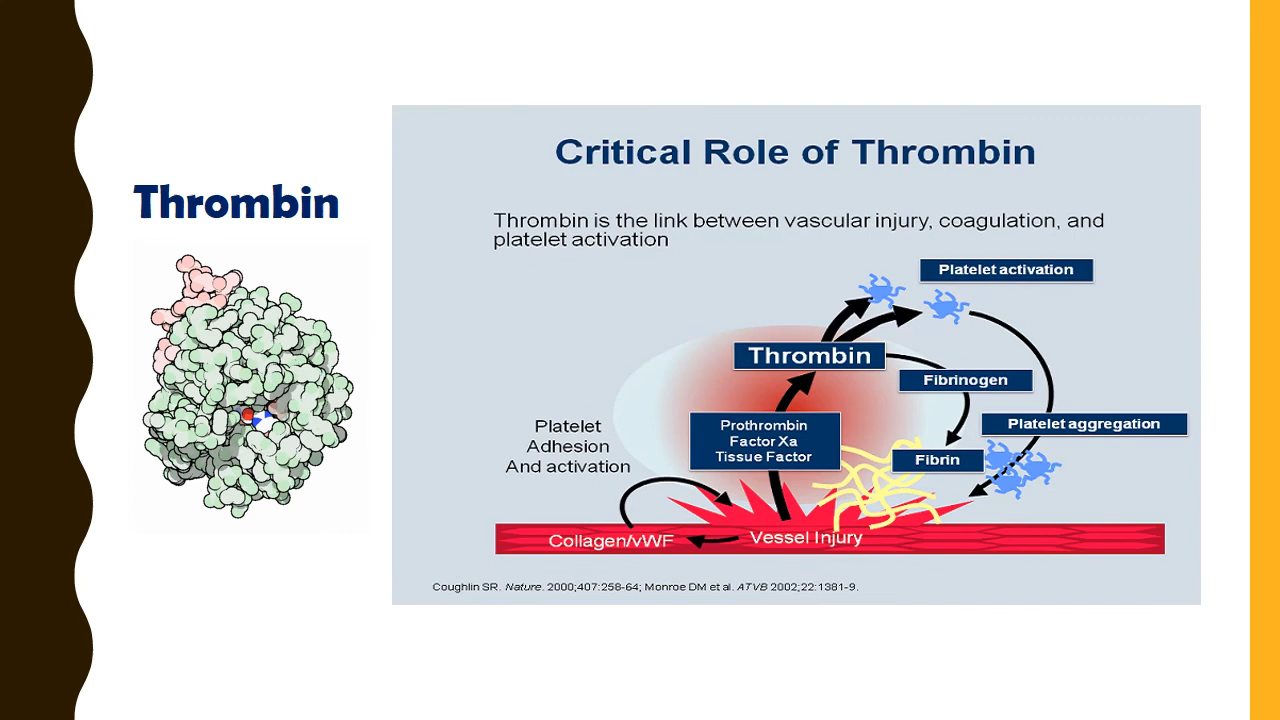 Thrombin
Critical Role of Thrombin
Thrombin is the link between vascular injury, coagulation, and
platelet activation
Platelet activation
Thrombin
Fibrinogen
Platelet aggregation
Prothrombin
Factor Xa
Tissue Factor
Platelet
Adhesion
And activation
Fibrin
Collagen/vWF
Vessel Injury
Coughlin SR. Nature. 2000;407:258-64; Monroe DM et al. ATVB 2002;22:1381-9.